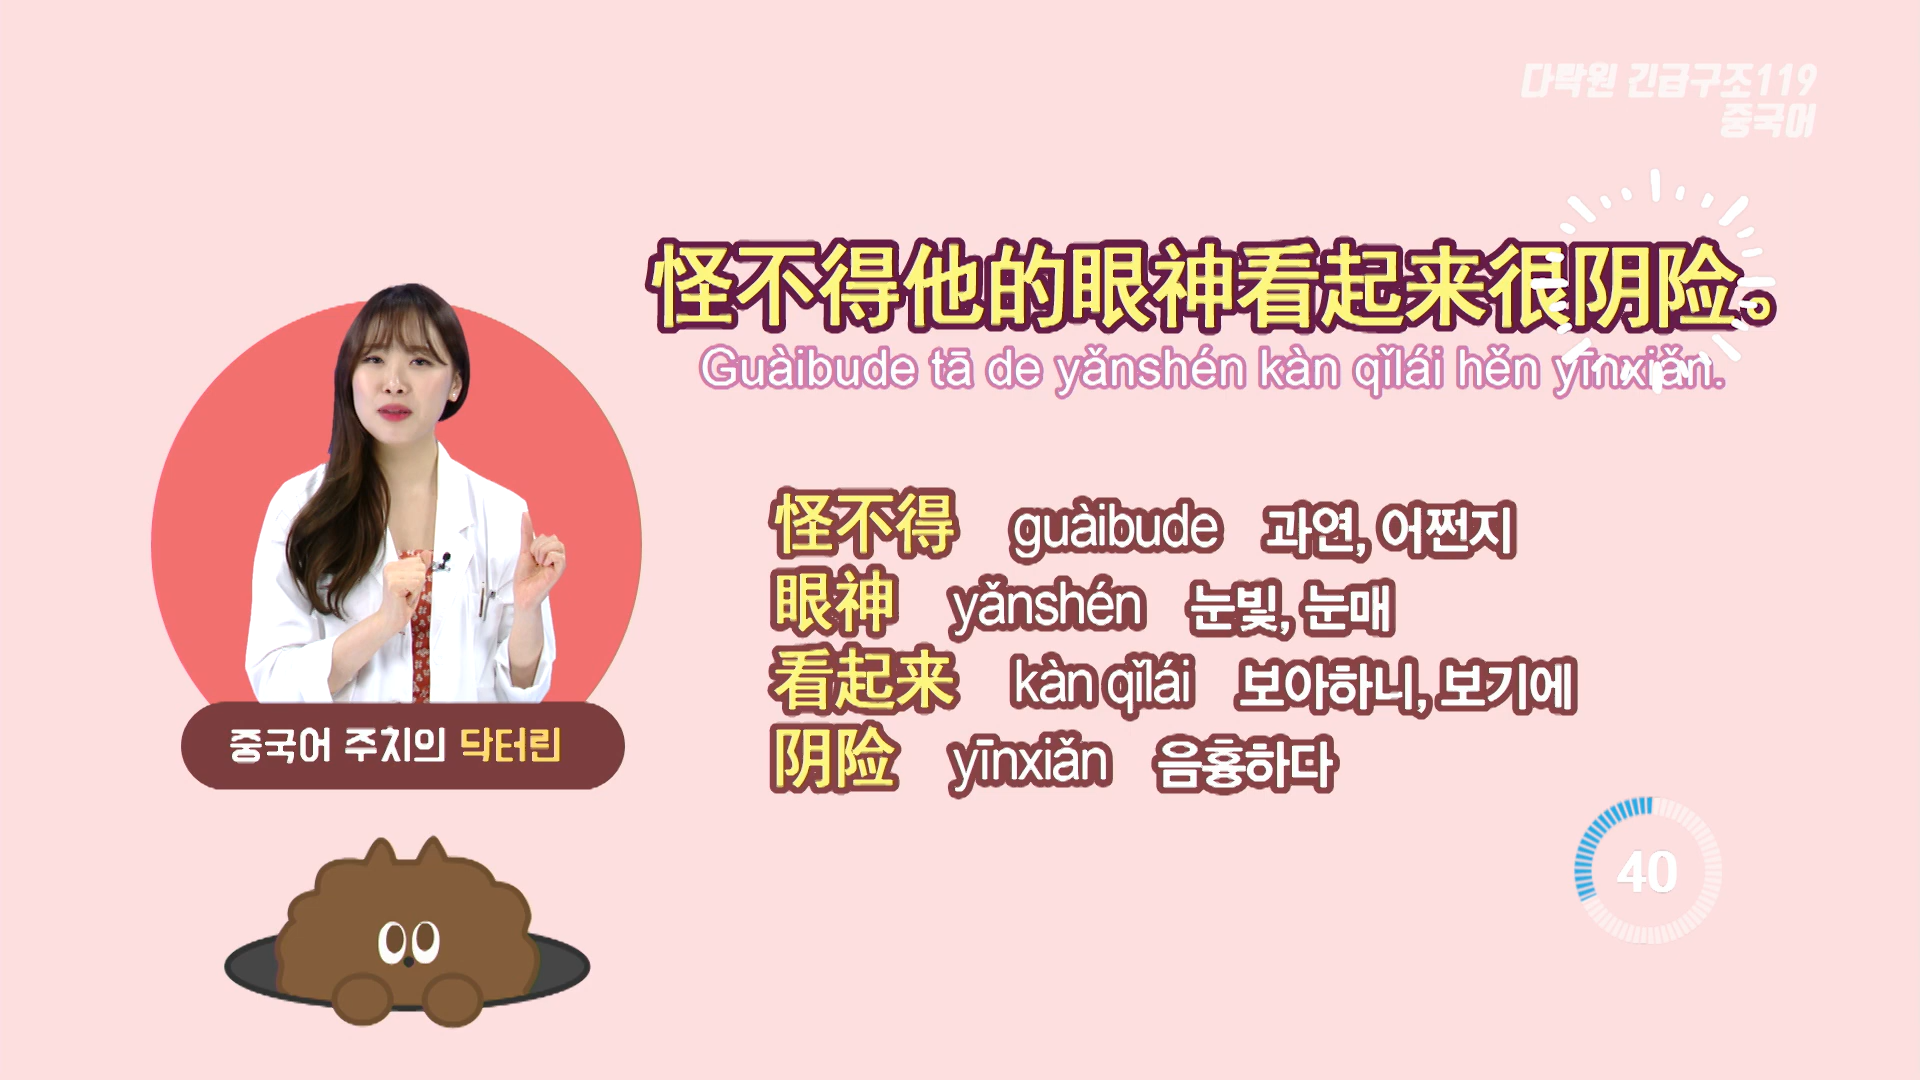 다락원 긴급구조119
중국어
怪不得他的眼神看起来很阴险。
Guàibude tā de yǎnshén kàn qǐlái hěn yīnxiǎn.
怪不得 guàibude 과연, 어쩐지
眼神 yǎnshén 눈빛, 눈매
看起来 kàn qǐlái 보아하니, 보기에
阴险 yīnxiǎn 음흉하다
중국어 주치의 닥터린
40